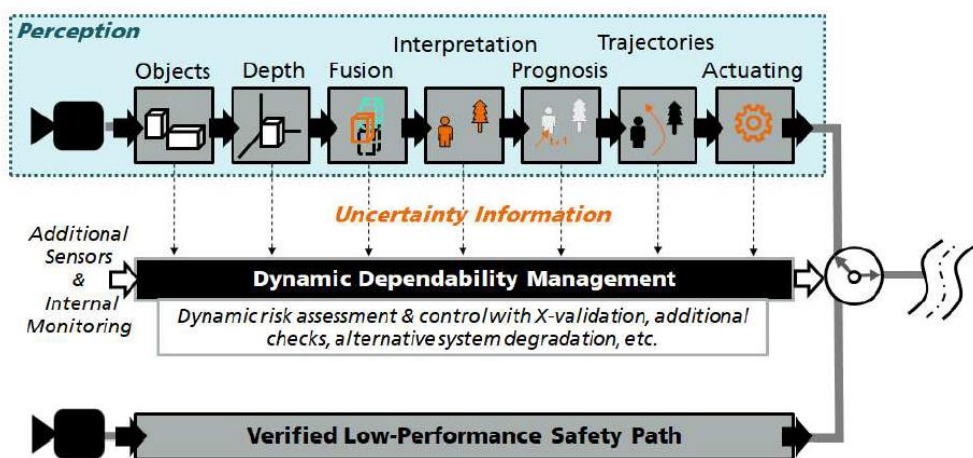 Perception
Interpretation
Trajectories
Objects
Depth
Fusion
Prognosis
Actuating
t+1
Uncertainty Information
Additional
Sensors
&
Internal
Monitoring
Dynamic Dependability Management
Dynamic risk assessment & control with X-validation, additional
checks, alternative system degradation, etc.
Verified Low-Performance Safety Path